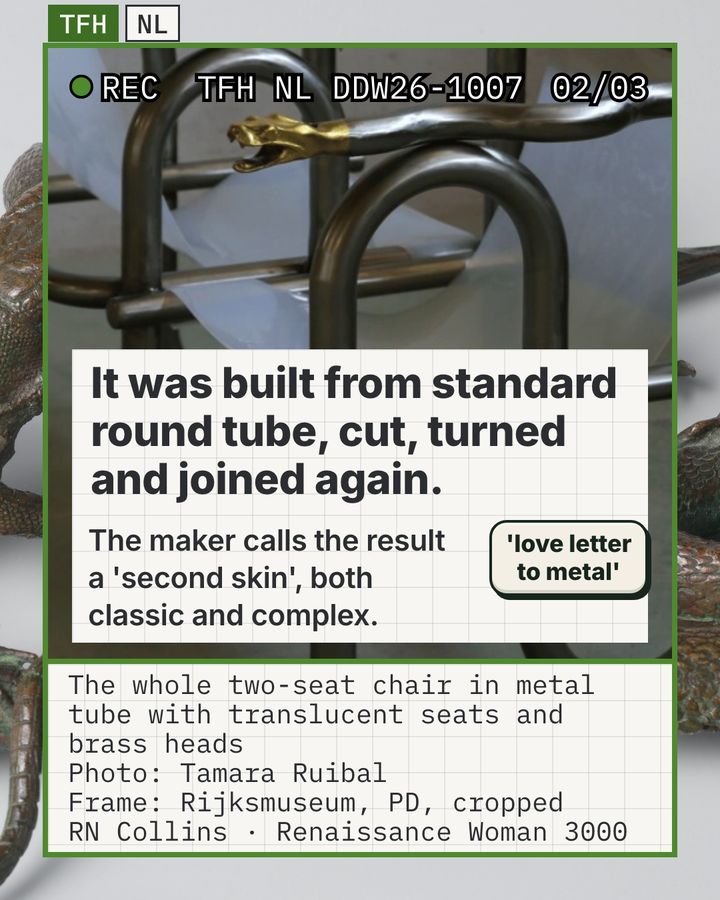 TFH NL
REC TFH NL DDW26-1007 02/03
It was built from standard
round tube, cut, turned
and joined again.
The maker calls the result
a 'second skin', both
classic and complex.
'love letter
to metal'
The whole two-seat chair in metal
tube with translucent seats and
brass heads
Photo: Tamara Ruibal
Frame: Rijksmuseum, PD, cropped
RN Collins · Renaissance Woman 3000